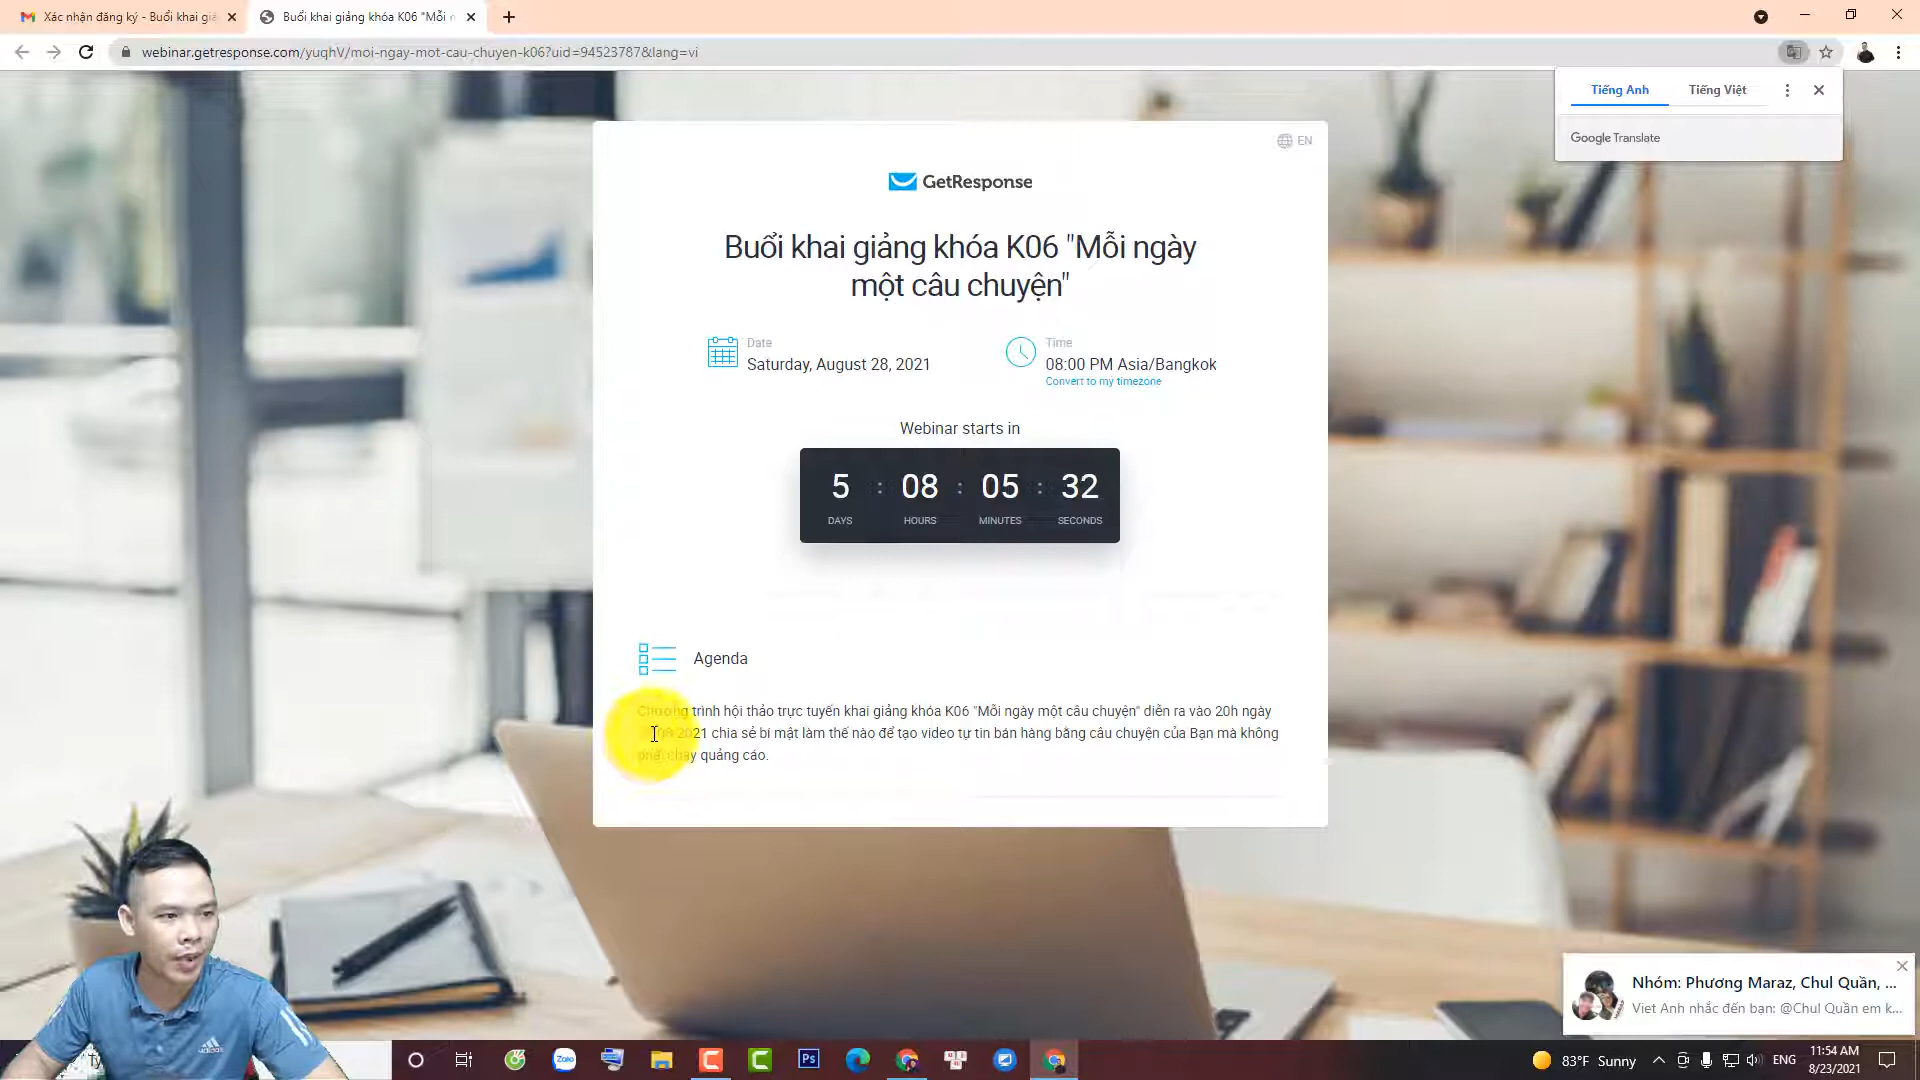 Xác nhận đăng ký - Buổi khai giả
Buổi khai giảng khóa K06 "Mỗi n
webinar.getresponse.com/yuqhV/moi-ngay-mot-cau-chuyen-k06?uid=94523787&lang=vi
Tiếng Anh
Tiếng Việt
Google Translate
EN
GetResponse
Buổi khai giảng khóa K06 "Mỗi ngày
một câu chuyện"
Date
Saturday, August 28, 2021
Time
08:00 PM Asia/Bangkok
Convert to my timezone
Webinar starts in
5 : 08 : 05 : 32
DAYS HOURS MINUTES SECONDS
Agenda
Chương trình hội thảo trực tuyến khai giảng khóa K06 "Mỗi ngày một câu chuyện" diễn ra vào 20h ngày
2021 chia sẻ bí mật làm thế nào để tạo video tự tin bán hàng bằng câu chuyện của Bạn mà không
phải chạy quảng cáo.
Nhóm: Phương Maraz, Chul Quần, ...
Viet Anh nhắc đến bạn: @Chul Quần em k...
adidas
Zalo
Ps
83°F Sunny
ENG
11:54 AM
8/23/2021